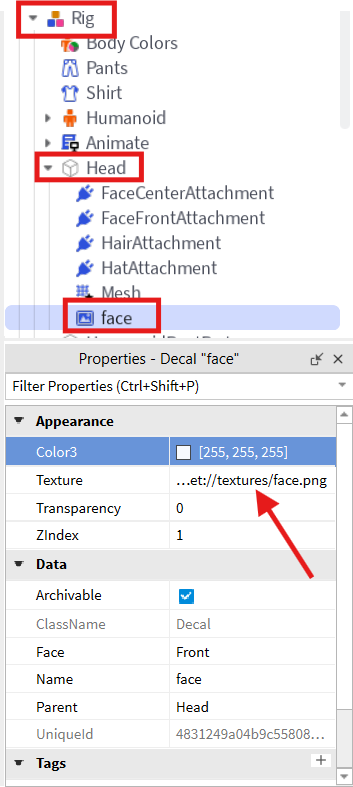 Rig
Body Colors
Pants
Shirt
Humanoid
Animate
Head
FaceCenterAttachment
FaceFrontAttachment
HairAttachment
HatAttachment
Mesh
face
Properties - Decal "face"
Filter Properties (Ctrl+Shift+P)
Appearance
Color3 [255, 255, 255]
Texture ...et://textures/face.png
Transparency 0
ZIndex 1
Data
Archivable
ClassName Decal
Face Front
Name face
Parent Head
UniqueId 4831249a04b9c55808...
Tags +